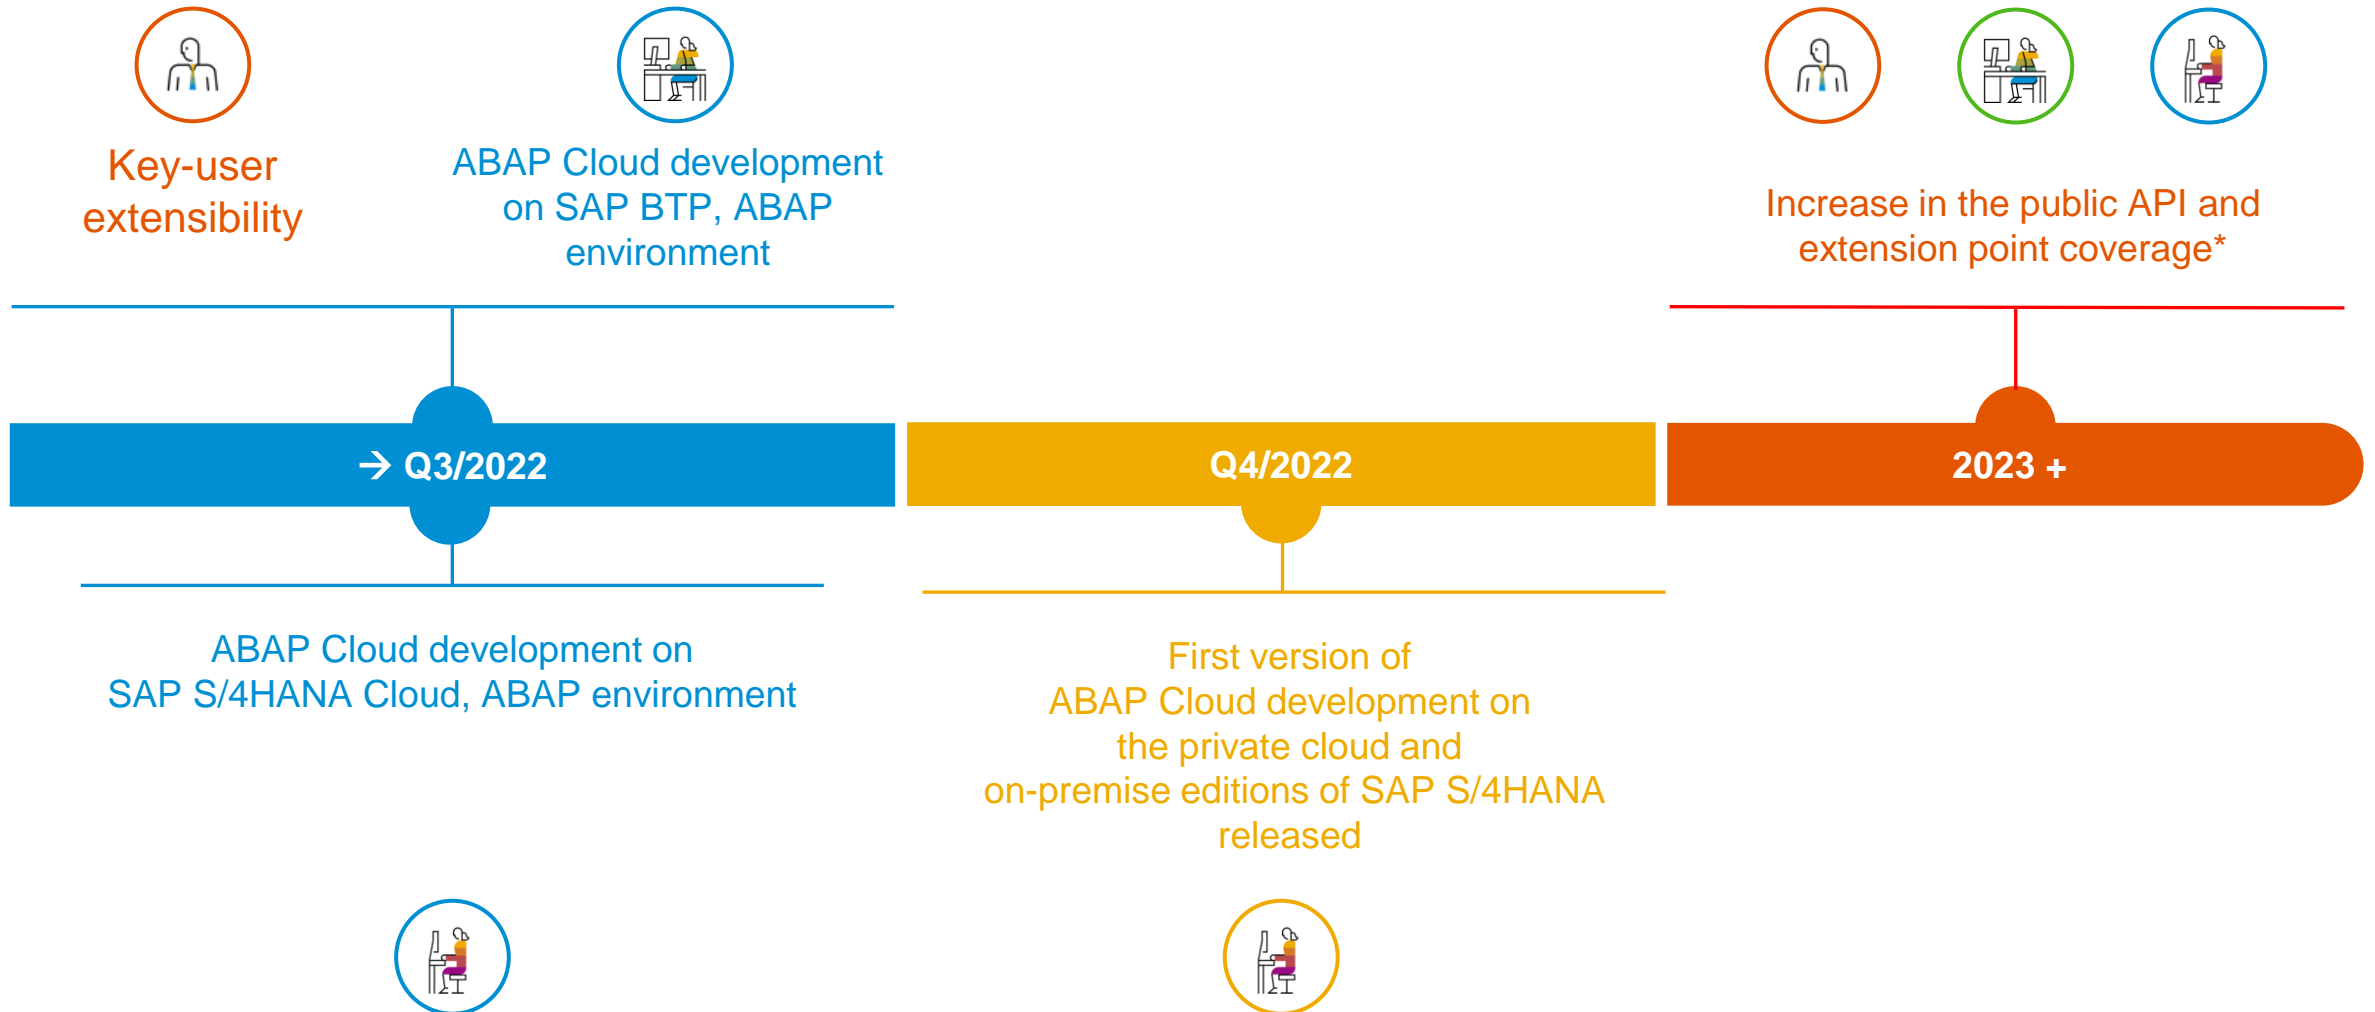 Key-user
extensibility
ABAP Cloud development
on SAP BTP, ABAP
environment
Increase in the public API and
extension point coverage*
→ Q3/2022
Q4/2022
2023 +
ABAP Cloud development on
SAP S/4HANA Cloud, ABAP environment
First version of
ABAP Cloud development on
the private cloud and
on-premise editions of SAP S/4HANA
released